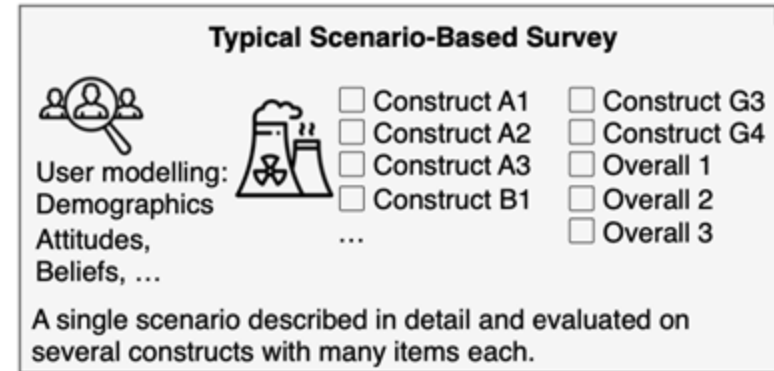 Typical Scenario-Based Survey
User modelling:
Demographics
Attitudes,
Beliefs, ...
Construct A1
Construct A2
Construct A3
Construct B1
...
Construct G3
Construct G4
Overall 1
Overall 2
Overall 3
A single scenario described in detail and evaluated on
several constructs with many items each.